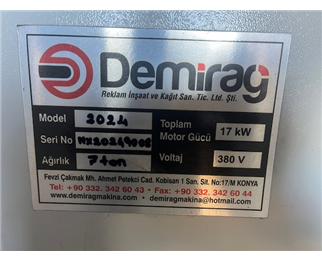 Demirag
Reklam İnşaat ve Kağıt San. Tic. Ltd. Şti.
Model 2024 Toplam Motor Gücü 17 kW
Seri No
Ağırlık 7 ton Voltaj 380 V
Fevzi Çakmak Mh. Ahmet Petekci Cad. Kobisan 1 San. Sit. No:17/M KONYA
Tel: +90 332. 342 60 43 • Fax: +90 332. 342 60 44
www.demiragmakina.com • demiragmakina@hotmail.com